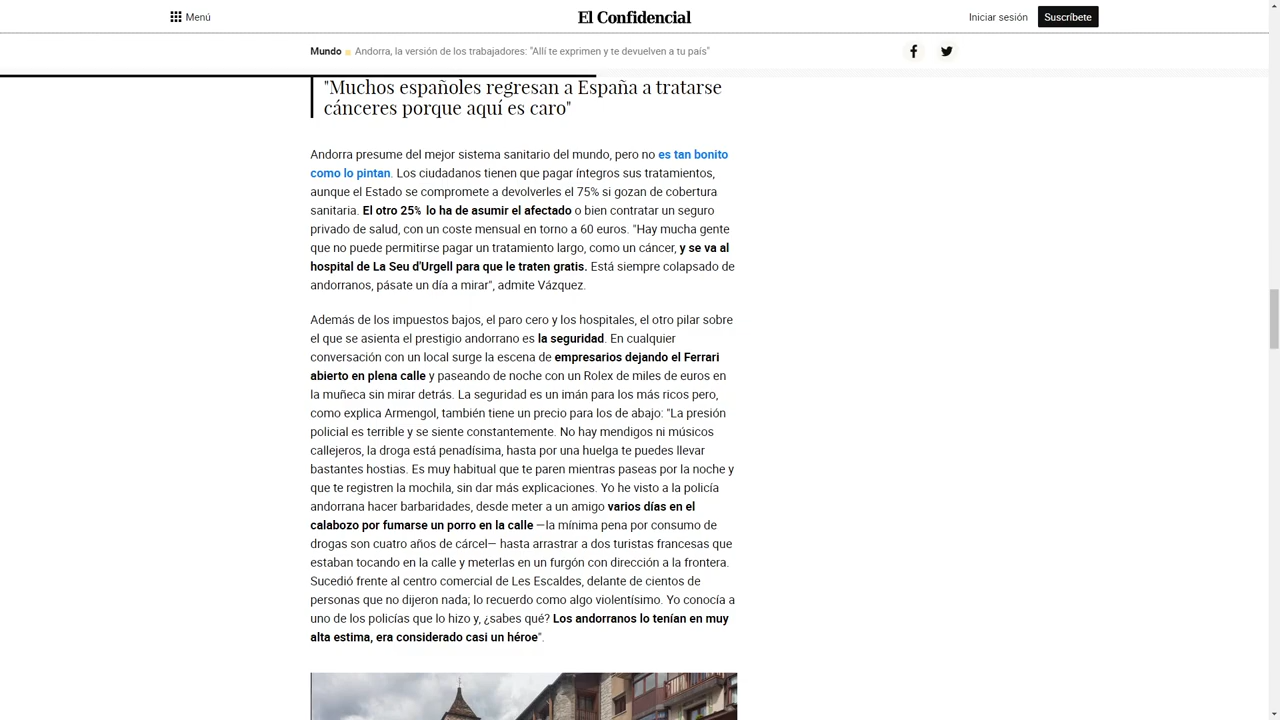 Menú
El Confidencial
Iniciar sesión
Suscríbete
Mundo
Andorra, la versión de los trabajadores: "Allí te exprimen y te devuelven a tu país"
"Muchos españoles regresan a España a tratarse
cánceres porque aquí es caro"
Andorra presume del mejor sistema sanitario del mundo, pero no es tan bonito
como lo pintan. Los ciudadanos tienen que pagar íntegros sus tratamientos,
aunque el Estado se compromete a devolverles el 75% si gozan de cobertura
sanitaria. El otro 25% lo ha de asumir el afectado o bien contratar un seguro
privado de salud, con un coste mensual en torno a 60 euros. "Hay mucha gente
que no puede permitirse pagar un tratamiento largo, como un cáncer, y se va al
hospital de La Seu d'Urgell para que le traten gratis. Está siempre colapsado de
andorranos, pásate un día a mirar", admite Vázquez.
Además de los impuestos bajos, el paro cero y los hospitales, el otro pilar sobre
el que se asienta el prestigio andorrano es la seguridad. En cualquier
conversación con un local surge la escena de empresarios dejando el Ferrari
abierto en plena calle y paseando de noche con un Rolex de miles de euros en
la muñeca sin mirar detrás. La seguridad es un imán para los más ricos pero,
como explica Armengol, también tiene un precio para los de abajo: "La presión
policial es terrible y se siente constantemente. No hay mendigos ni músicos
callejeros, la droga está penadísima, hasta por una huelga te puedes llevar
bastantes hostias. Es muy habitual que te paren mientras paseas por la noche y
que te registren la mochila, sin dar más explicaciones. Yo he visto a la policía
andorrana hacer barbaridades, desde meter a un amigo varios días en el
calabozo por fumarse un porro en la calle —la mínima pena por consumo de
drogas son cuatro años de cárcel— hasta arrastrar a dos turistas francesas que
estaban tocando en la calle y meterlas en un furgón con dirección a la frontera.
Sucedió frente al centro comercial de Les Escaldes, delante de cientos de
personas que no dijeron nada; lo recuerdo como algo violentísimo. Yo conocía a
uno de los policías que lo hizo y, ¿sabes qué? Los andorranos lo tenían en muy
alta estima, era considerado casi un héroe".